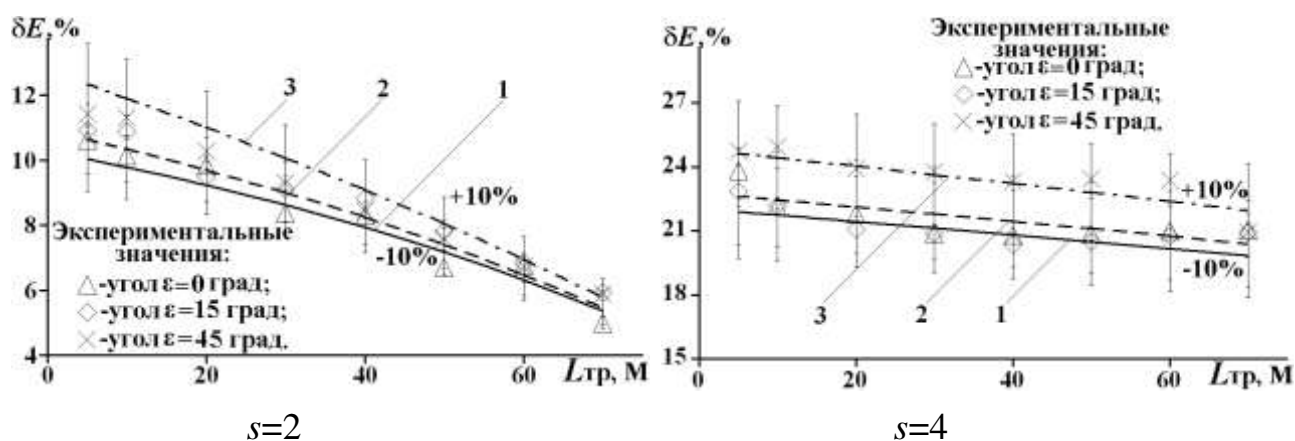 δE,%
12
10
8
6
4
3
2
1
+10%
-10%
Экспериментальные
значения:
△-угол ε=0 град;
◇-угол ε=15 град;
×-угол ε=45 град.
0
20
40
60
Lтр, М
s=2
δE,%
27
24
21
18
15
Экспериментальные
значения:
△-угол ε=0 град;
◇-угол ε=15 град;
×-угол ε=45 град.
+10%
-10%
3
2
1
0
20
40
60
Lтр, М
s=4